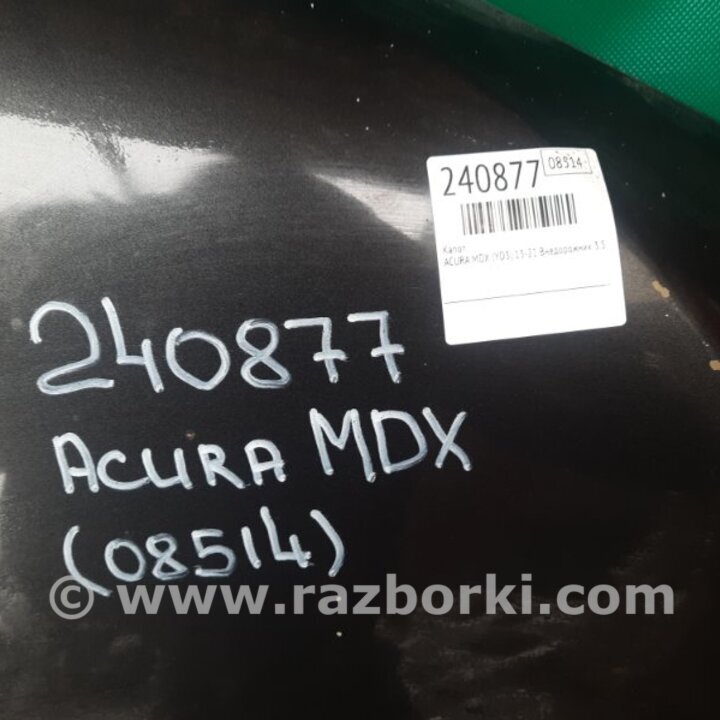 240877
08514
Капот
ACURA MDX (YD3) 13-21 Внедорожник 3.5
240877
ACURA MDX
(08514)
© www.razborki.com